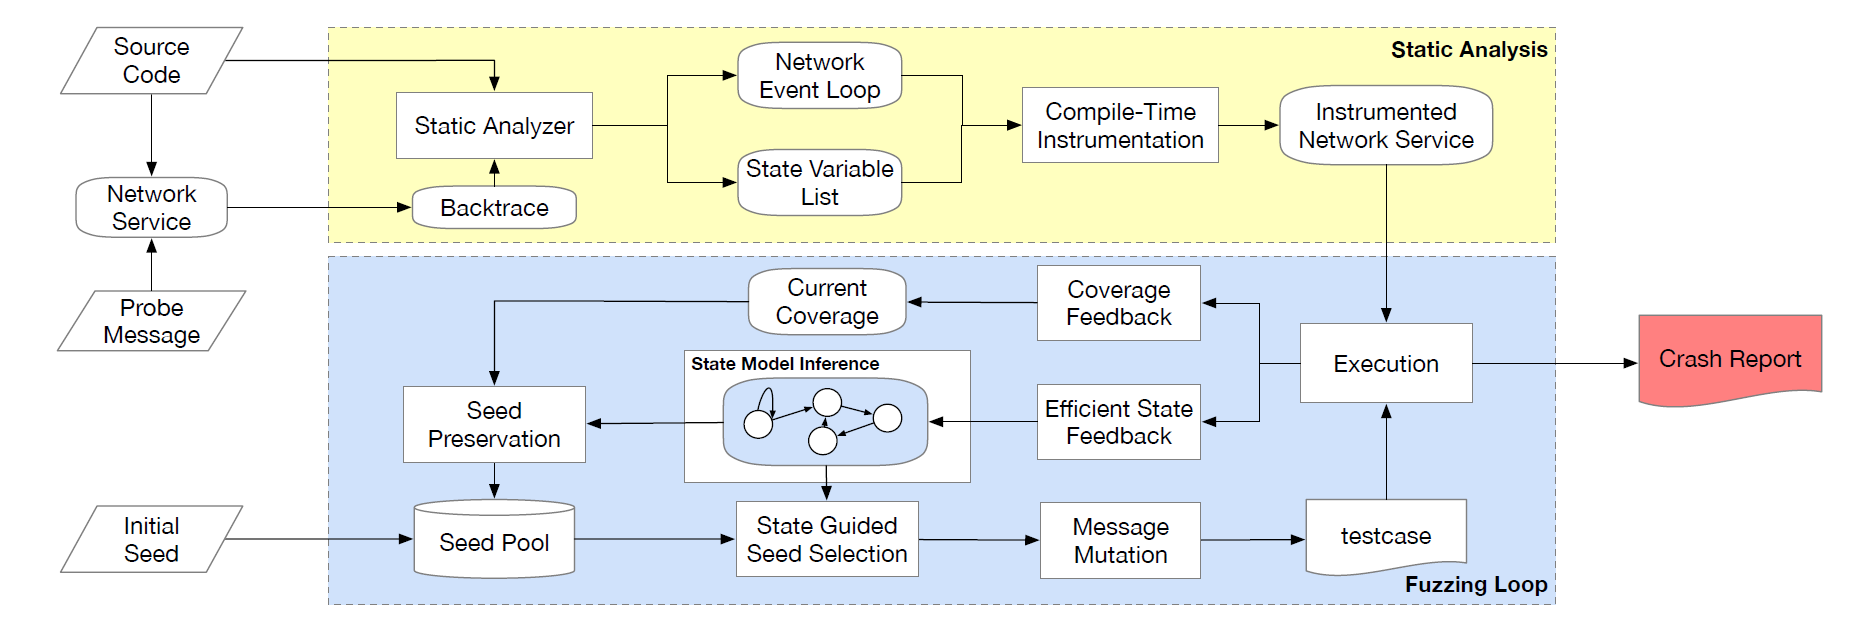 Source
Code
Static Analysis
Network
Event Loop
Static Analyzer
Compile-Time
Instrumentation
Instrumented
Network Service
State Variable
List
Network
Service
Backtrace
Probe
Message
Current
Coverage
Coverage
Feedback
Execution
Crash Report
State Model Inference
Seed
Preservation
Efficient State
Feedback
Initial
Seed
Seed Pool
State Guided
Seed Selection
Message
Mutation
testcase
Fuzzing Loop